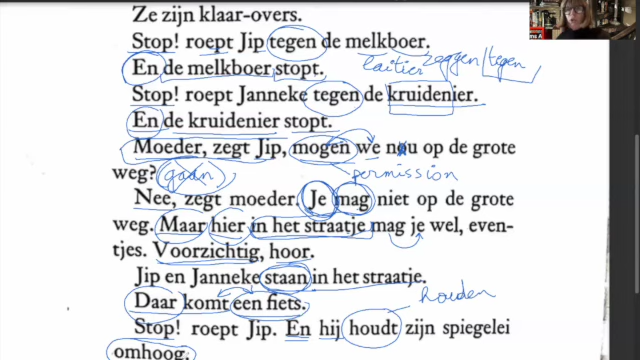 Ze zijn klaar-overs.
Stop! roept Jip tegen de melkboer.
laitier zeggen/tegen
En de melkboer stopt.
Stop! roept Janneke tegen de kruidenier.
En de kruidenier stopt.
Moeder, zegt Jip, mogen we nou op de grote
weg? gaan permission
Nee, zegt moeder. Je mag niet op de grote
weg. Maar hier in het straatje mag je wel, even-
tjes. Voorzichtig, hoor.
Jip en Janneke staan in het straatje.
Daar komt een fiets. houden
Stop! roept Jip. En hij houdt zijn spiegelei
omhoog.